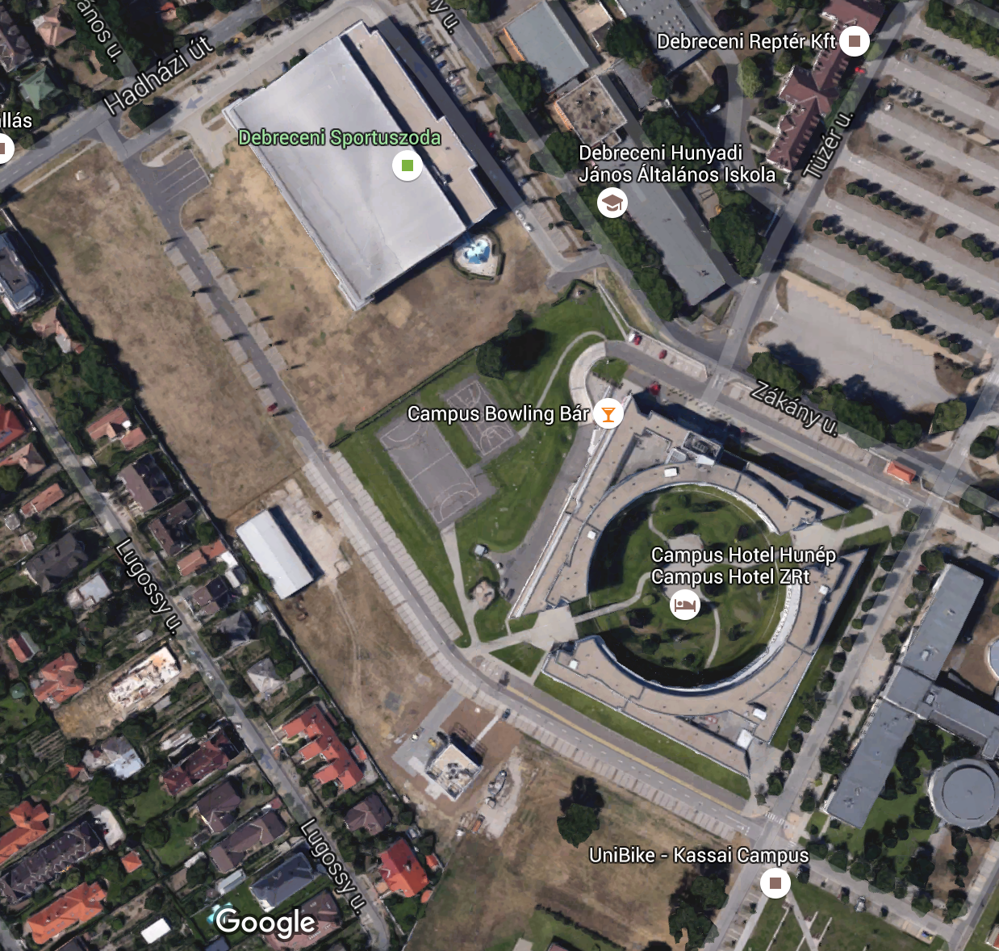 ános u.
y u.
Hadházi út
Debreceni Reptér Kft
llás
Debreceni Sportuszoda
Tüzér u.
Debreceni Hunyadi
János Általános Iskola
Zákány u.
Campus Bowling Bár
Lugossy u.
Campus Hotel Hunép
Campus Hotel ZRt
Lugossy u.
UniBike - Kassai Campus
Google